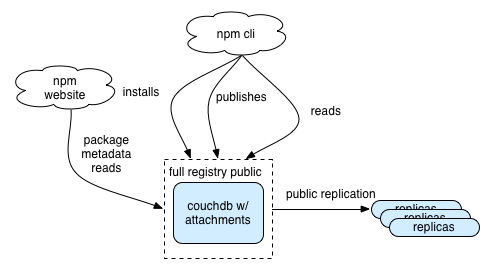 npm cli
npm
website
installs
publishes
reads
package
metadata
reads
full registry public
couchdb w/
attachments
public replication
replicas
replicas
replicas